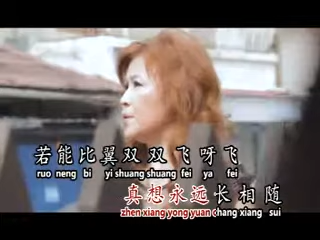 若能比翼双双飞呀飞
ruo neng bi yi shuang shuang fei ya fei
真想永远长相随
zhen xiang yong yuan chang xiang sui